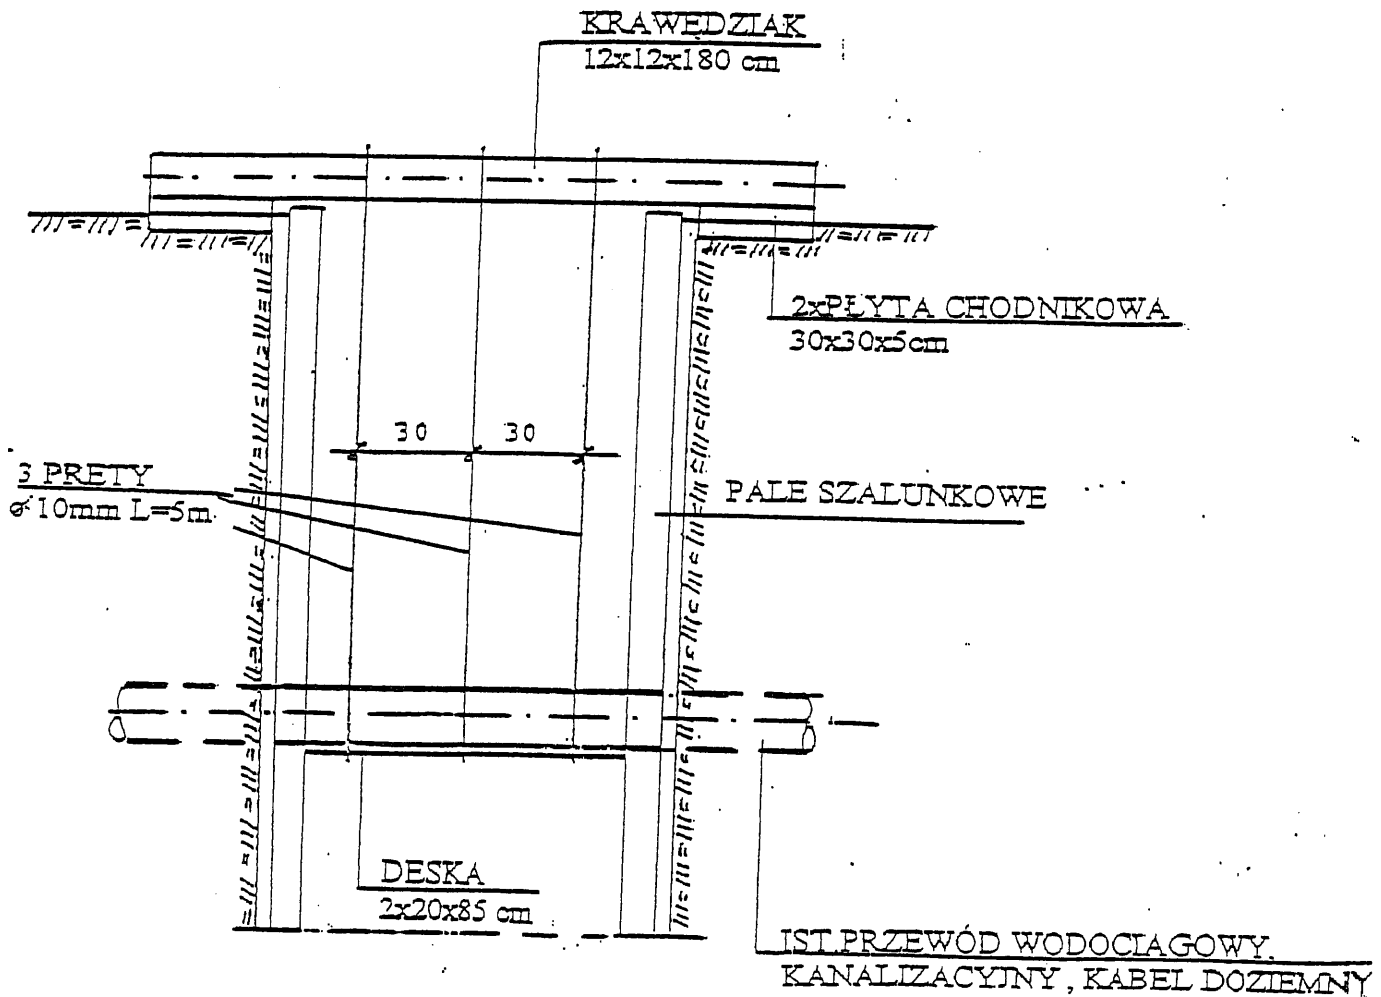 KRAWĘDZIAK
12x12x180 cm
2xPŁYTA CHODNIKOWA
30x30x5cm
30 30
3 PRETY
ø 10mm L=5m
PALE SZALUNKOWE
DESKA
2x20x85 cm
IST.PRZEWÓD WODOCIAGOWY.
KANALIZACYJNY , KABEL DOZIEMNY